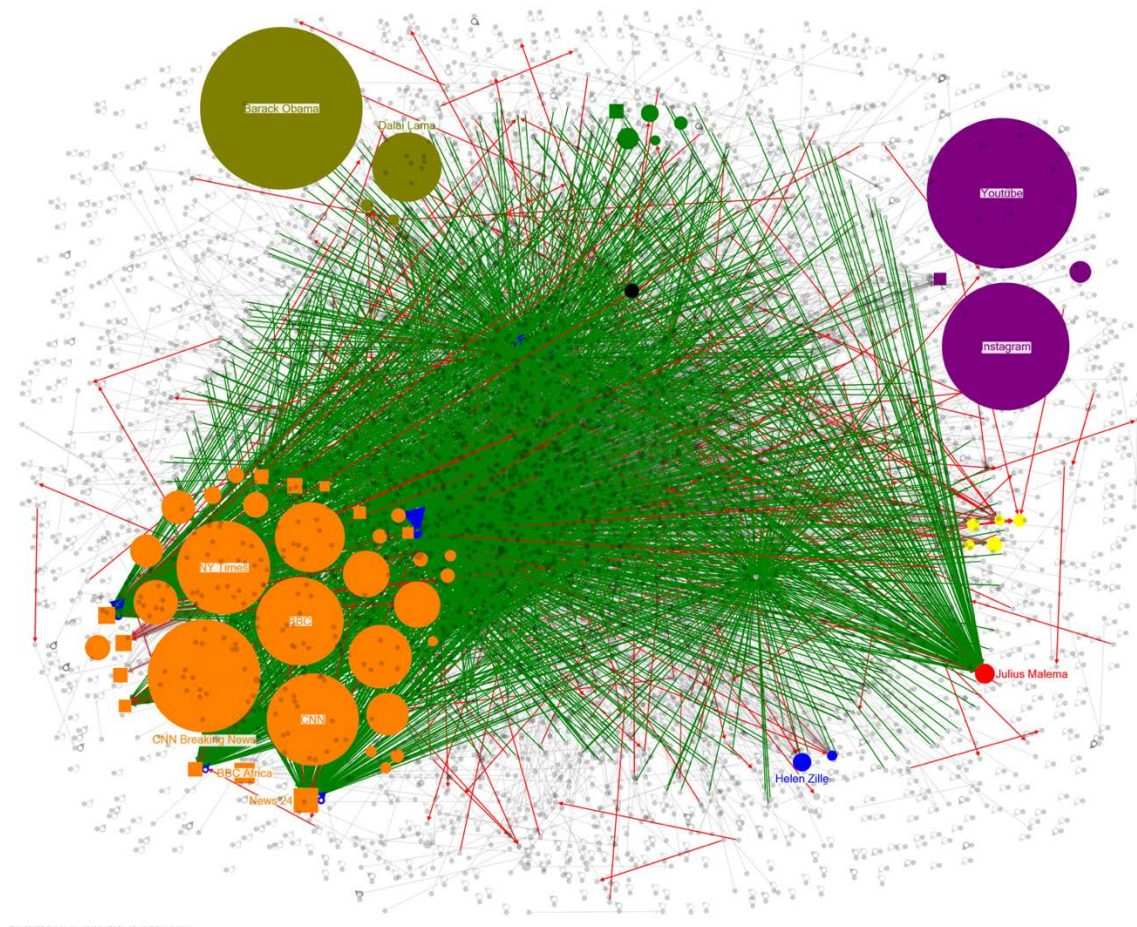 Barack Obama
Dalai Lama
Youtube
Instagram
NY Times
BBC
CNN
CNN Breaking News
BBC Africa
News 24
Julius Malema
Helen Zille